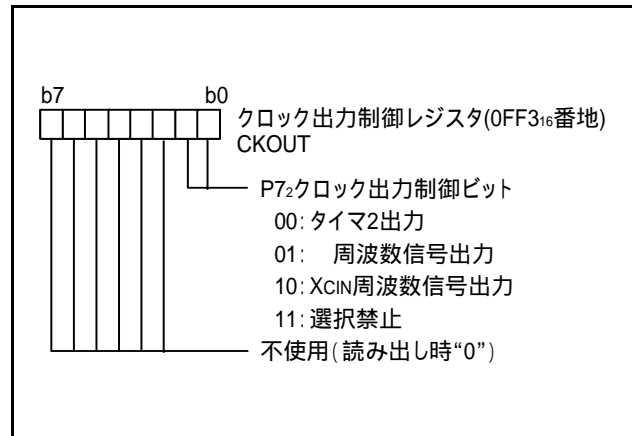 b7 b0
クロック出力制御レジスタ(0FF316番地)
CKOUT
P72クロック出力制御ビット
00:タイマ2出力
01: 周波数信号出力
10:XCIN周波数信号出力
11:選択禁止
不使用(読み出し時“0”)